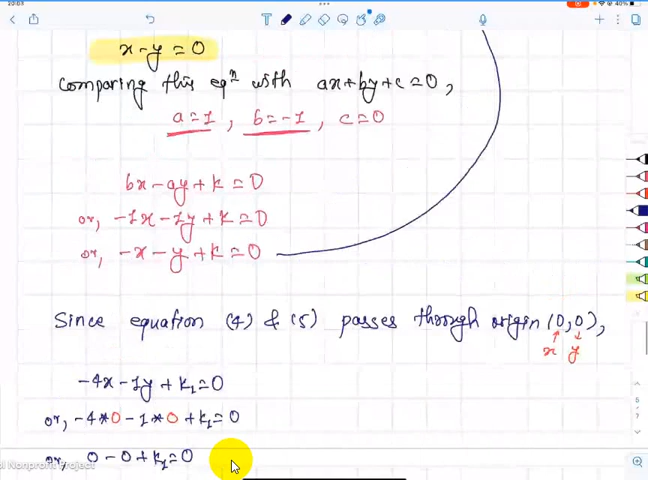 x - y = 0
Comparing this eqⁿ with ax+by+c=0,
a=1, b=-1, c=0
bx-ay+k=0
or, -1x-1y+k=0
or, -x-y+k=0
Since equation (4) & (5) passes through origin (0,0),
x y
-4x-1y+k₁=0
or, -4*0-1*0+k₁=0
or, 0-0+k₁=0
l Nonprofit Project